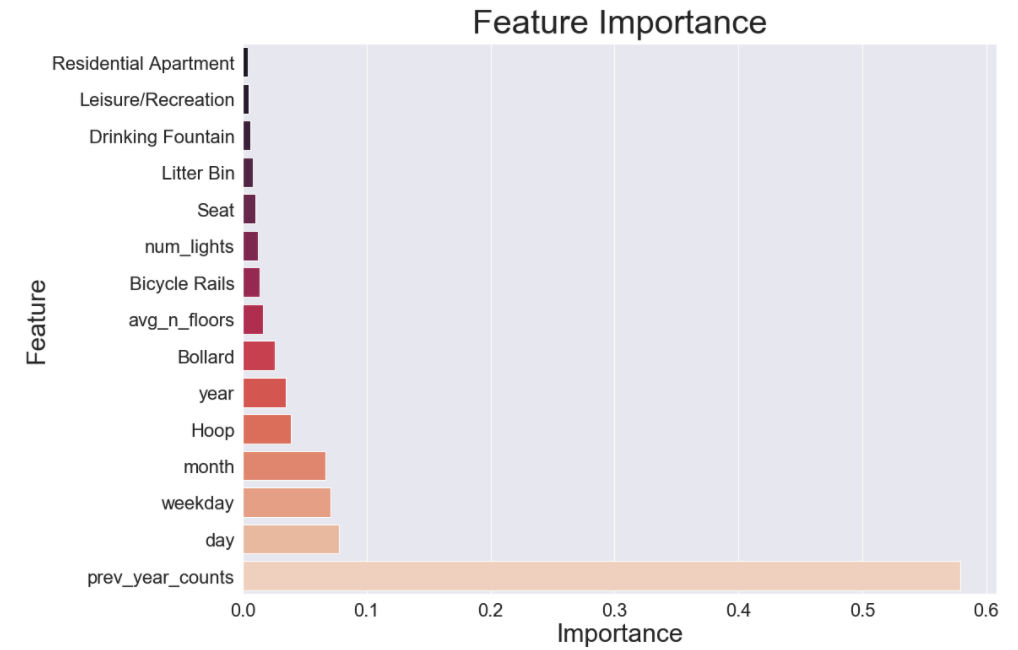 Feature Importance
Residential Apartment
Leisure/Recreation
Drinking Fountain
Litter Bin
Seat
num_lights
Bicycle Rails
avg_n_floors
Bollard
year
Hoop
month
weekday
day
prev_year_counts
Feature
0.0 0.1 0.2 0.3 0.4 0.5 0.6
Importance